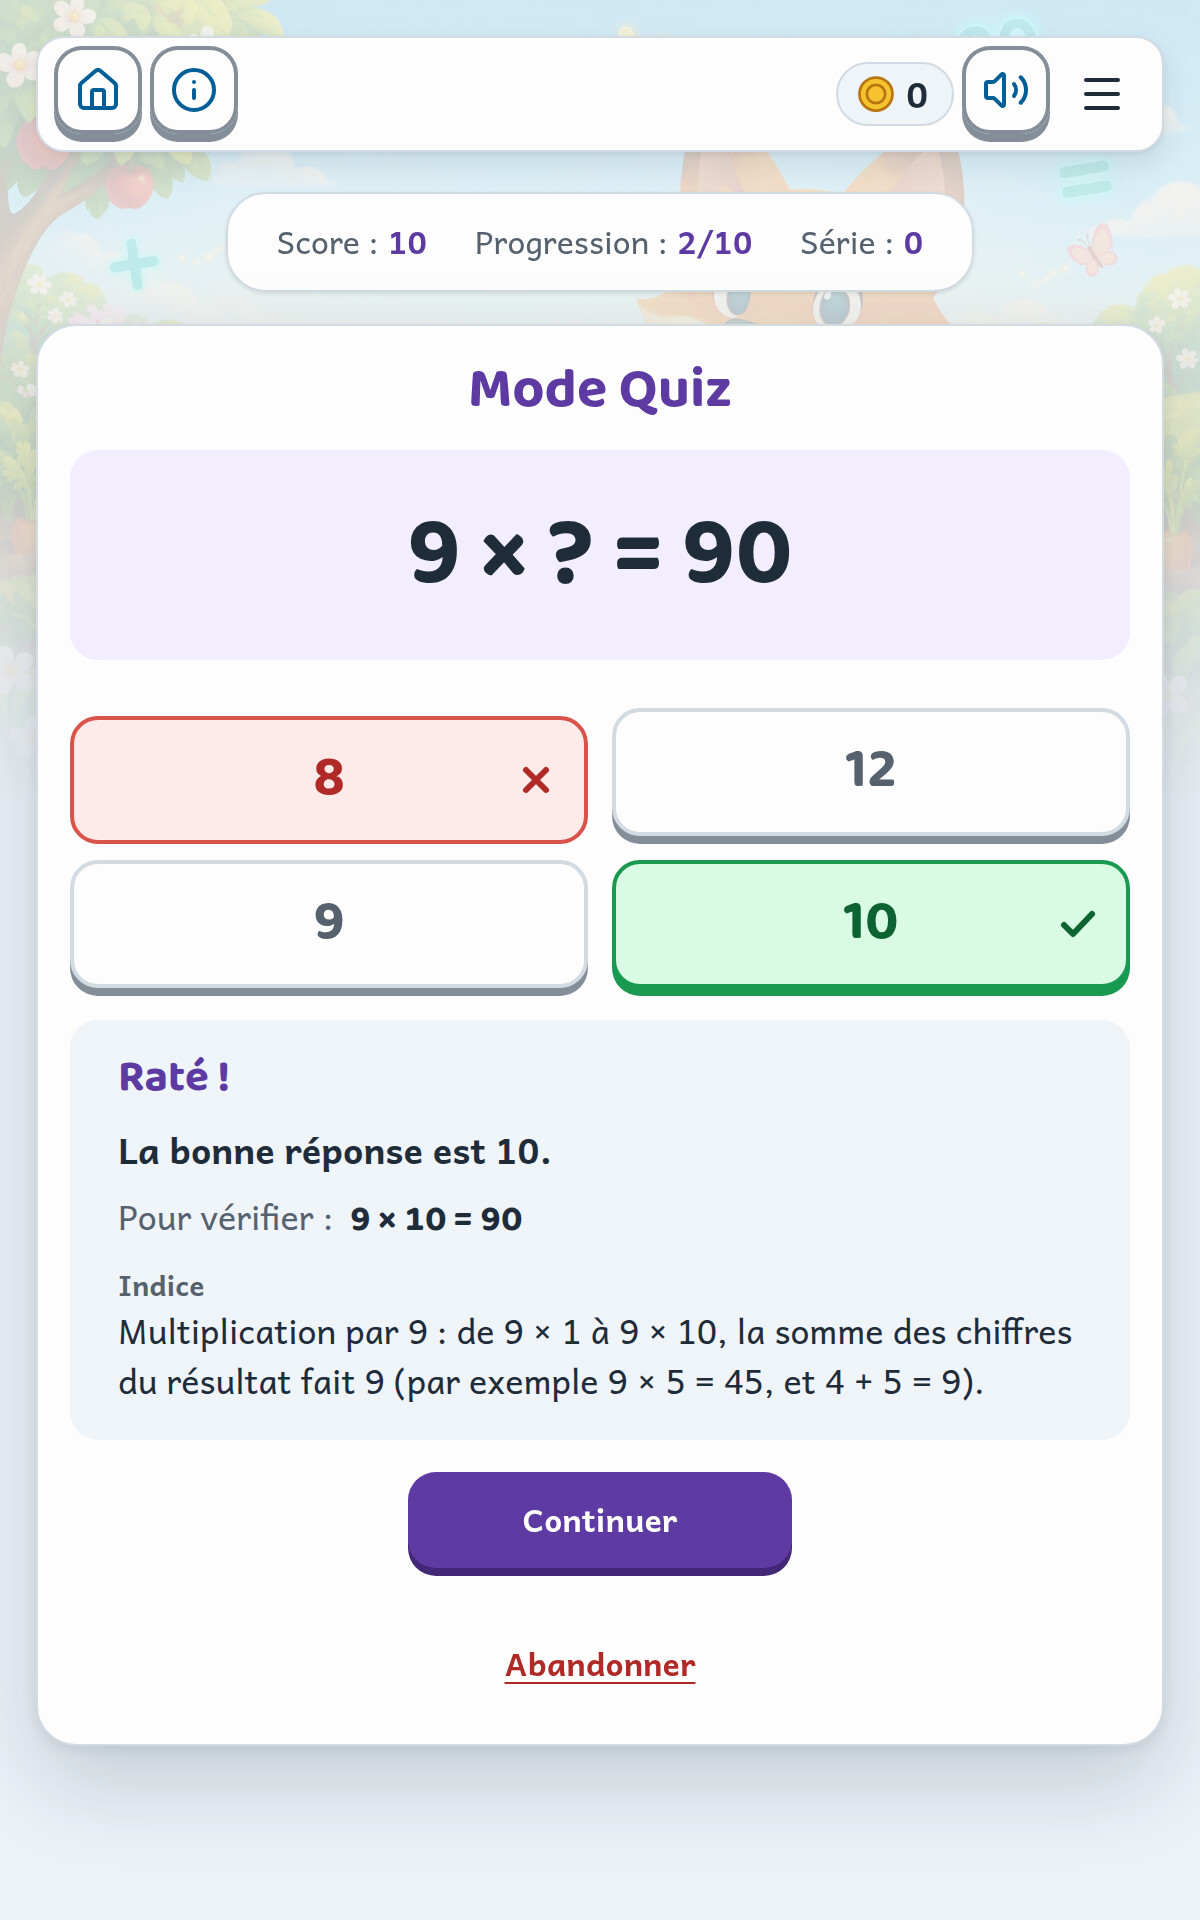 0
Score : 10 Progression : 2/10 Série : 0
Mode Quiz
9 × ? = 90
8
12
9
10
Raté !
La bonne réponse est 10.
Pour vérifier : 9 × 10 = 90
Indice
Multiplication par 9 : de 9 × 1 à 9 × 10, la somme des chiffres
du résultat fait 9 (par exemple 9 × 5 = 45, et 4 + 5 = 9).
Continuer
Abandonner